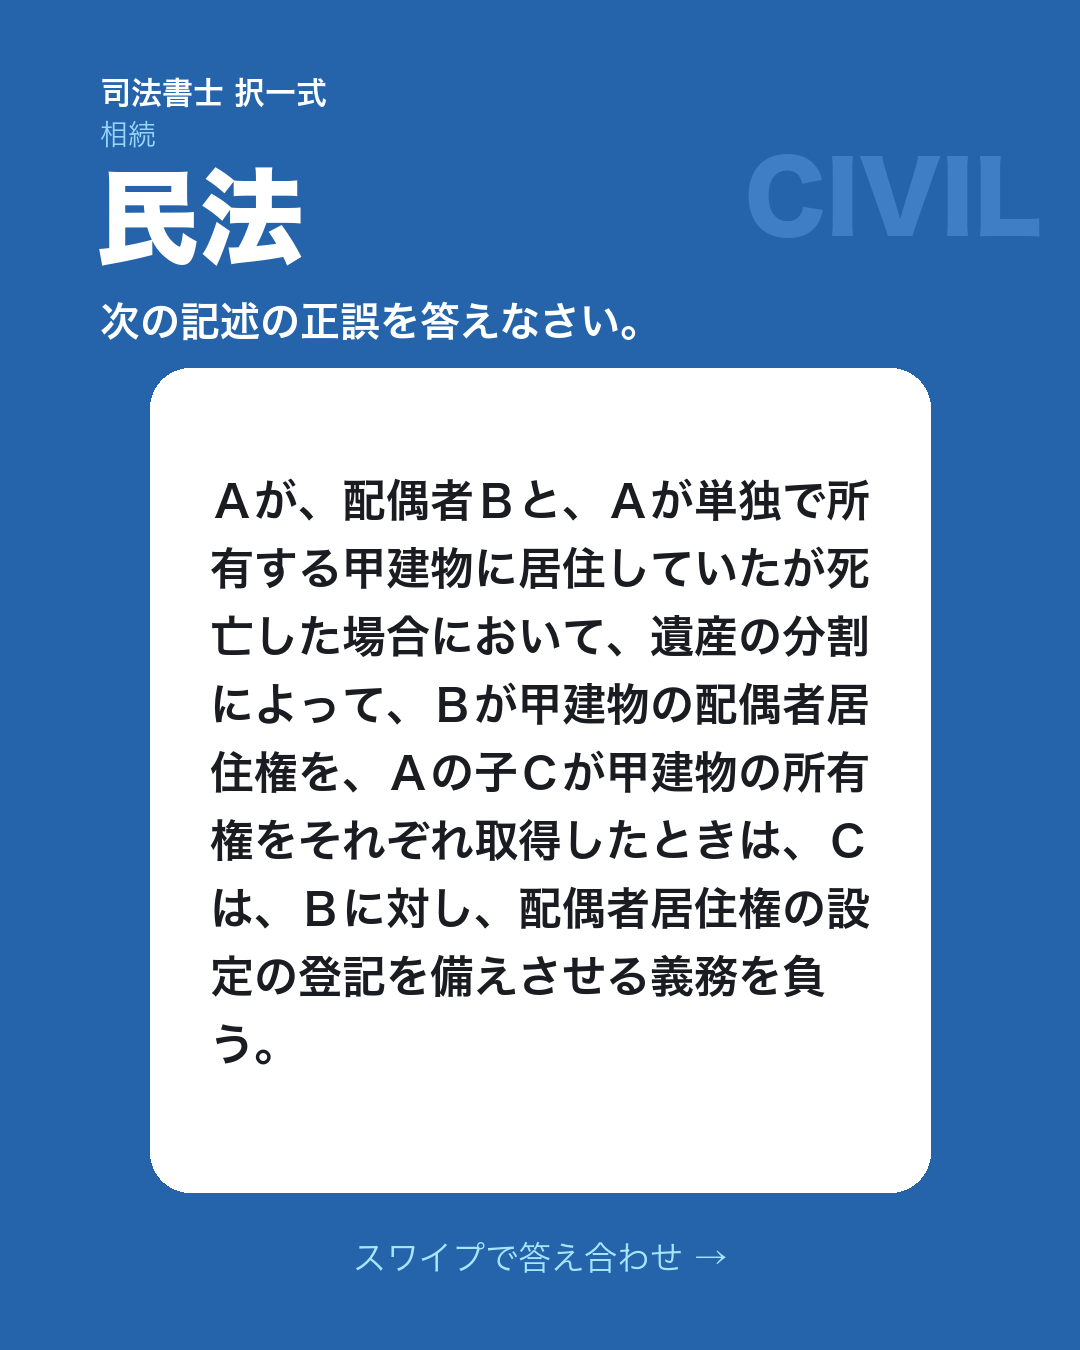 司法書士 択一式
相続
民法
CIVIL
次の記述の正誤を答えなさい。
Ａが、配偶者Ｂと、Ａが単独で所
有する甲建物に居住していたが死
亡した場合において、遺産の分割
によって、Ｂが甲建物の配偶者居
住権を、Ａの子Ｃが甲建物の所有
権をそれぞれ取得したときは、Ｃ
は、Ｂに対し、配偶者居住権の設
定の登記を備えさせる義務を負
う。
スワイプで答え合わせ →